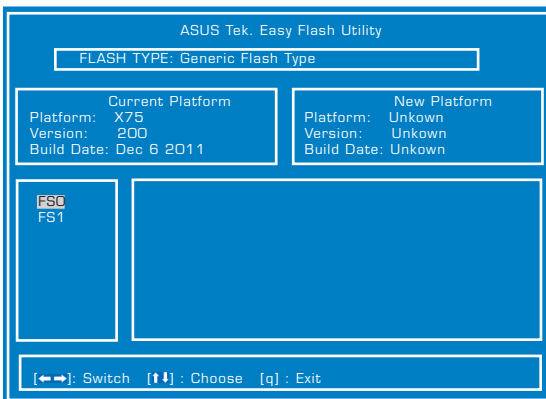 ASUS Tek. Easy Flash Utility
FLASH TYPE: Generic Flash Type
Current Platform
Platform: X75
Version: 200
Build Date: Dec 6 2011
New Platform
Platform: Unkown
Version: Unkown
Build Date: Unkown
FS0
FS1
[←→]: Switch [↑↓] : Choose [q] : Exit